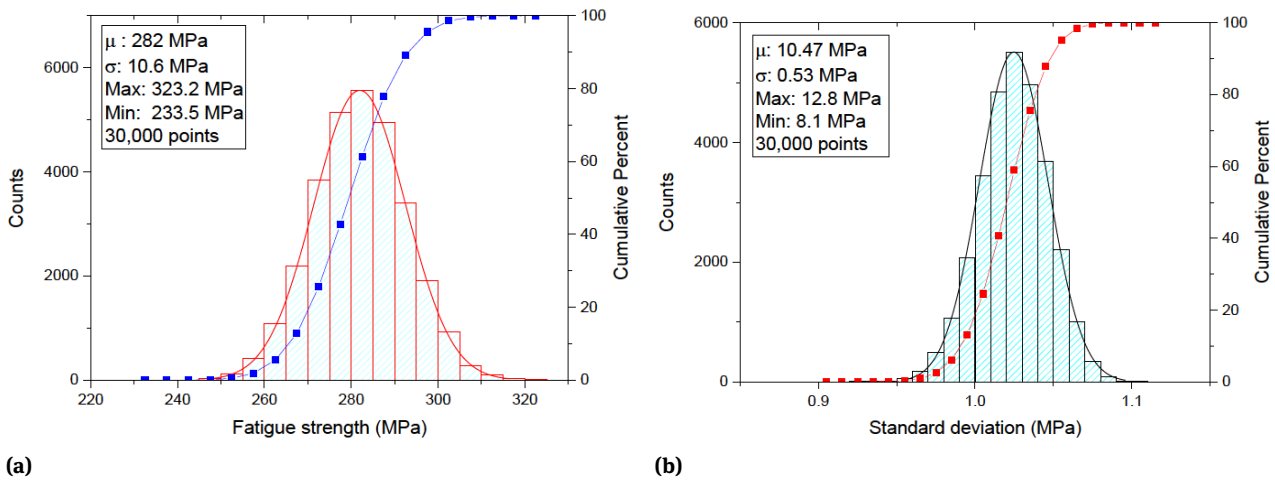 μ : 282 MPa
σ: 10.6 MPa
Max: 323.2 MPa
Min: 233.5 MPa
30,000 points
6000
4000
2000
0
Counts
100
80
60
40
20
0
Cumulative Percent
220
240
260
280
300
320
Fatigue strength (MPa)
(a)
μ: 10.47 MPa
σ: 0.53 MPa
Max: 12.8 MPa
Min: 8.1 MPa
30,000 points
6000
4000
2000
0
Counts
100
80
60
40
20
0
Cumulative Percent
0.9
1.0
1.1
Standard deviation (MPa)
(b)